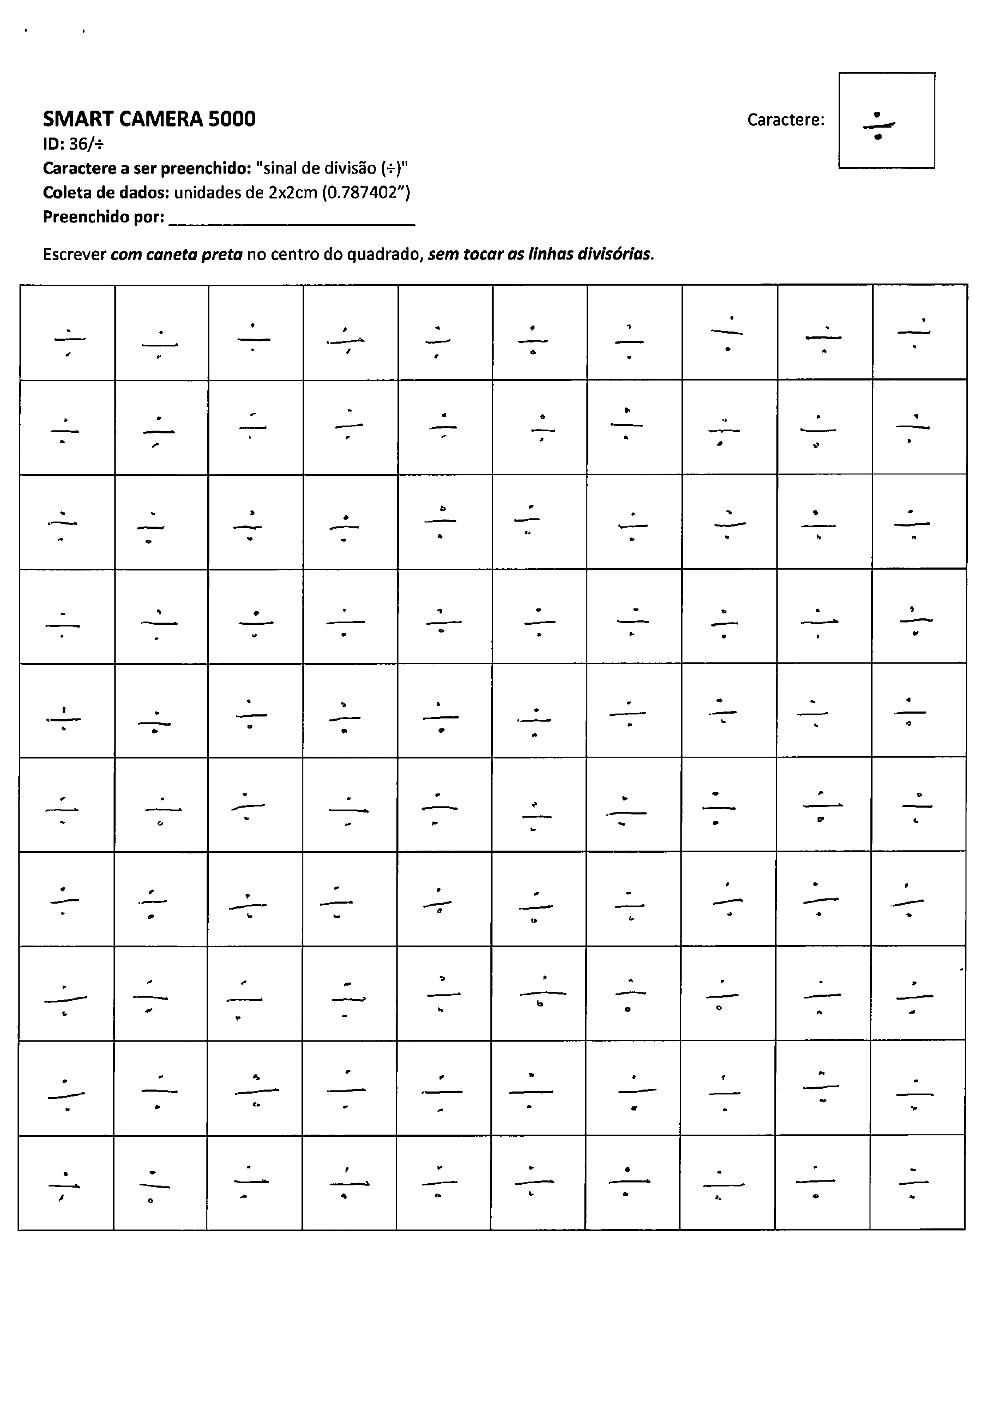 SMART CAMERA 5000
ID: 36/÷
Caractere a ser preenchido: "sinal de divisão (÷)"
Coleta de dados: unidades de 2x2cm (0.787402”)
Preenchido por: ____________________________
Caractere: ÷
Escrever com caneta preta no centro do quadrado, sem tocar as linhas divisórias.
÷ ÷ ÷ ÷ ÷ ÷ ÷ ÷ ÷ ÷
÷ ÷ ÷ ÷ ÷ ÷ ÷ ÷ ÷ ÷
÷ ÷ ÷ ÷ ÷ ÷ ÷ ÷ ÷ ÷
÷ ÷ ÷ ÷ ÷ ÷ ÷ ÷ ÷ ÷
÷ ÷ ÷ ÷ ÷ ÷ ÷ ÷ ÷ ÷
÷ ÷ ÷ ÷ ÷ ÷ ÷ ÷ ÷ ÷
÷ ÷ ÷ ÷ ÷ ÷ ÷ ÷ ÷ ÷
÷ ÷ ÷ ÷ ÷ ÷ ÷ ÷ ÷ ÷
÷ ÷ ÷ ÷ ÷ ÷ ÷ ÷ ÷ ÷
÷ ÷ ÷ ÷ ÷ ÷ ÷ ÷ ÷ ÷